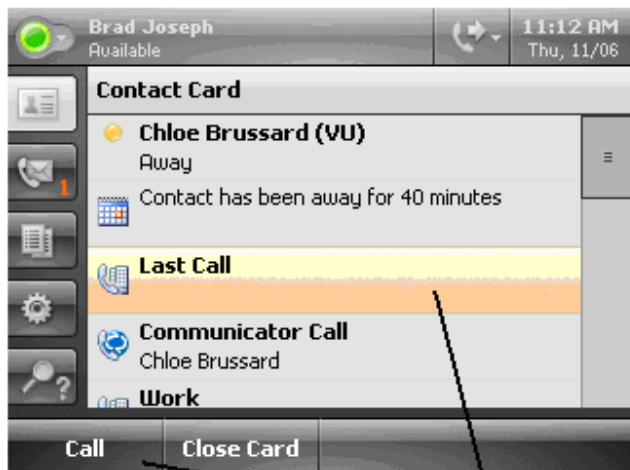 Brad Joseph
Available
11:12 AM
Thu, 11/06
Contact Card
Chloe Brussard (VU)
Away
1
Contact has been away for 40 minutes
Last Call
Communicator Call
Chloe Brussard
?
Work
Call Close Card